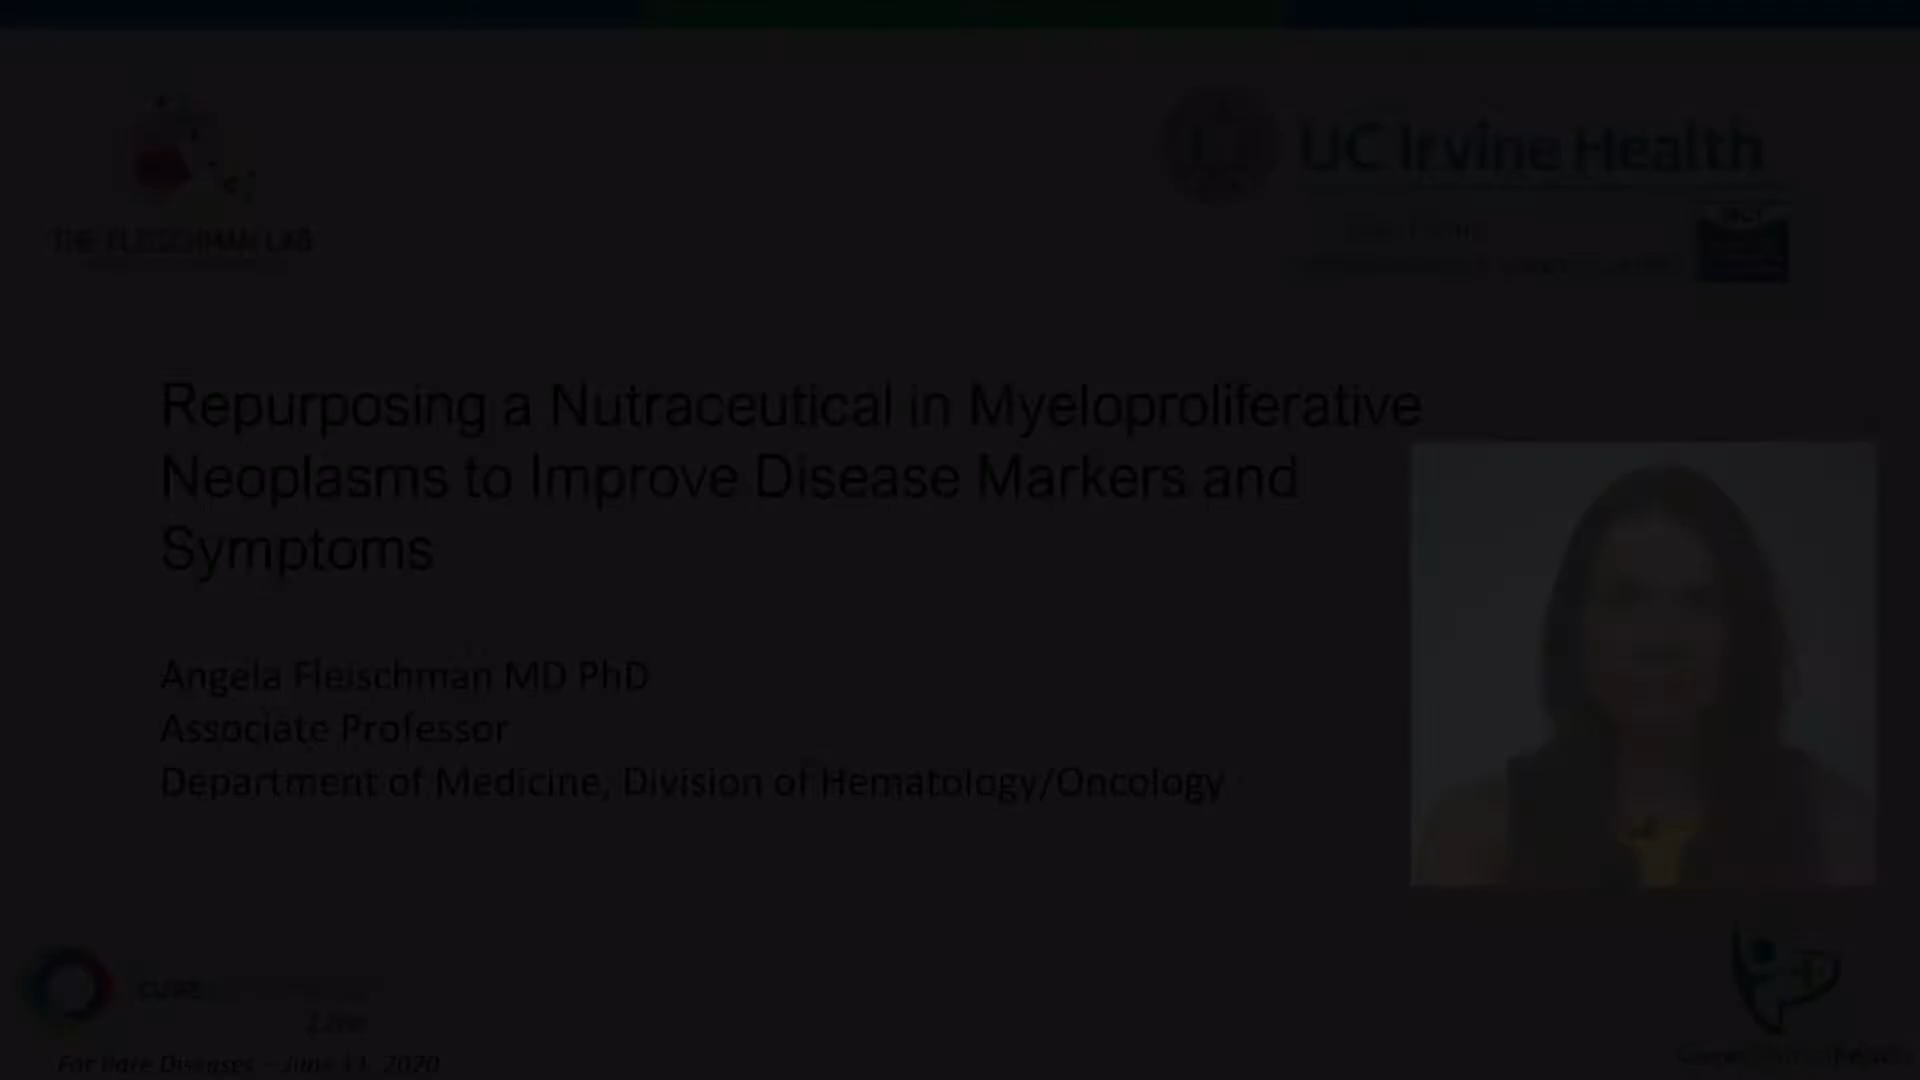 THE FLEISCHMAN LAB
UC Irvine Health
Repurposing a Nutraceutical in Myeloproliferative
Neoplasms to Improve Disease Markers and
Symptoms
Angela Fleischman MD PhD
Associate Professor
Department of Medicine, Division of Hematology/Oncology
CURE
For Rare Diseases – June 11, 2020